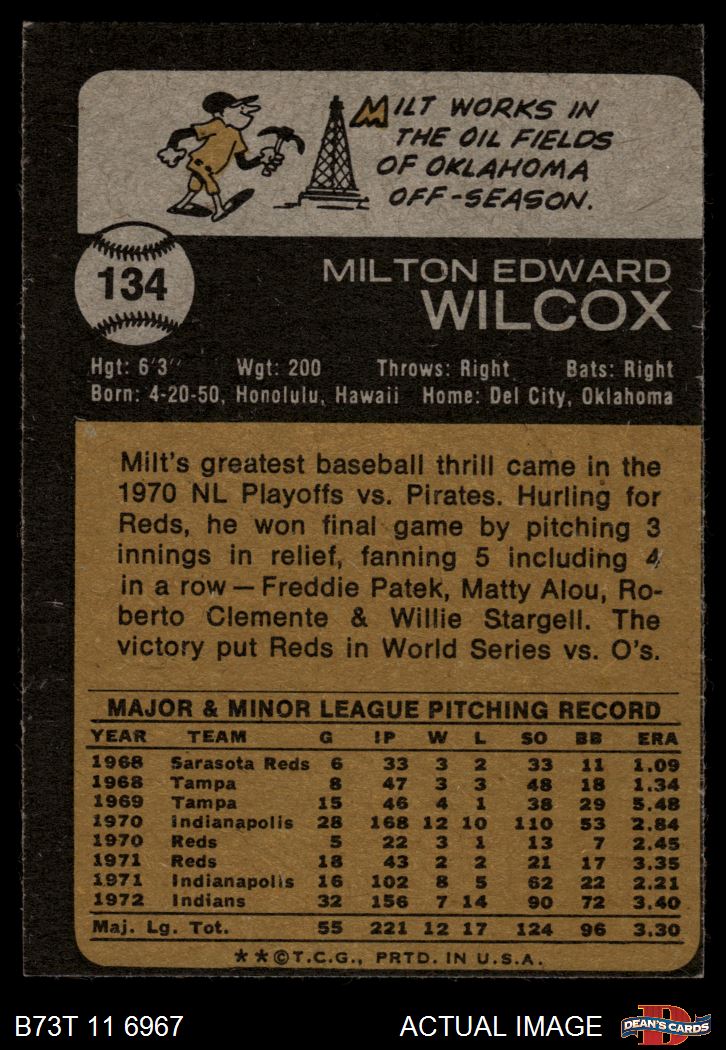 MILT WORKS IN
THE OIL FIELDS
OF OKLAHOMA
OFF-SEASON.
134
MILTON EDWARD
WILCOX
Hgt: 6'3" Wgt: 200 Throws: Right Bats: Right
Born: 4-20-50, Honolulu, Hawaii Home: Del City, Oklahoma
Milt's greatest baseball thrill came in the
1970 NL Playoffs vs. Pirates. Hurling for
Reds, he won final game by pitching 3
innings in relief, fanning 5 including 4
in a row — Freddie Patek, Matty Alou, Ro-
berto Clemente & Willie Stargell. The
victory put Reds in World Series vs. O's.
MAJOR & MINOR LEAGUE PITCHING RECORD
YEAR TEAM G IP W L SO BB ERA
1968 Sarasota Reds 6 33 3 2 33 11 1.09
1968 Tampa 8 47 3 3 48 18 1.34
1969 Tampa 15 46 4 1 38 29 5.48
1970 Indianapolis 28 168 12 10 110 53 2.84
1970 Reds 5 22 3 1 13 7 2.45
1971 Reds 18 43 2 2 21 17 3.35
1971 Indianapolis 16 102 8 5 62 22 2.21
1972 Indians 32 156 7 14 90 72 3.40
Maj. Lg. Tot. 55 221 12 17 124 96 3.30
**©T.C.G., PRTD. IN U.S.A.
B73T 11 6967 ACTUAL IMAGE
D
DEAN'S CARDS